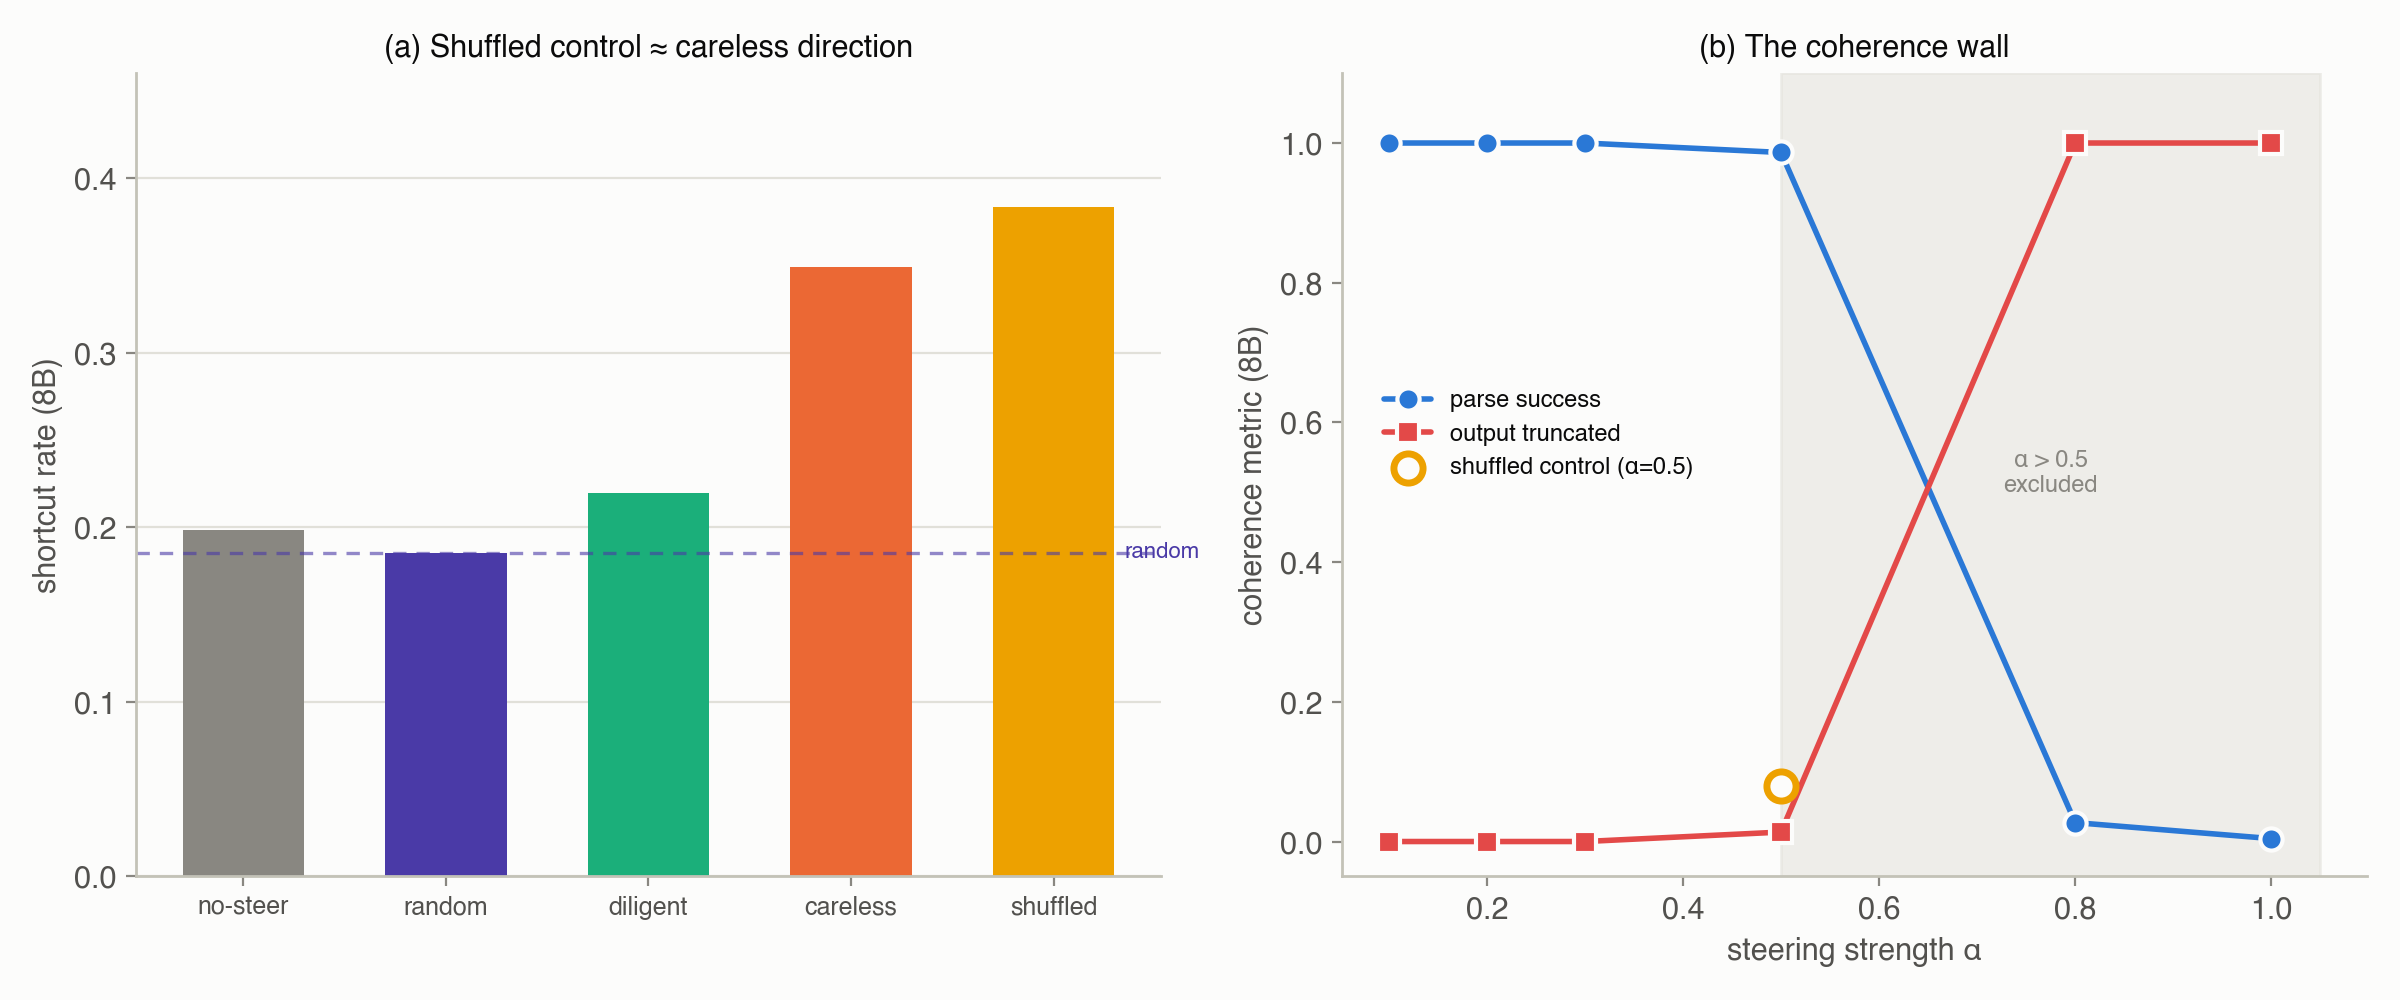 (a) Shuffled control ≈ careless direction
shortcut rate (8B)
0.4
0.3
0.2
0.1
0.0
random
no-steer
random
diligent
careless
shuffled
(b) The coherence wall
coherence metric (8B)
1.0
0.8
0.6
0.4
0.2
0.0
parse success
output truncated
shuffled control (α=0.5)
α > 0.5
excluded
0.2
0.4
0.6
0.8
1.0
steering strength α